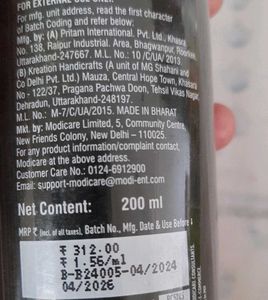 FOR EXTERNAL USE ONLY.
For mfg. unit address, read the first character
of Batch Coding and refer below:
Mfg. by: (A) Pritam International. Pvt. Ltd., Khasra
No. 138, Raipur Industrial. Area, Bhagwanpur, Roorkee,
Uttarakhand-247667. M.L. No.: 10/C/UA/2013
(B) Kreation Handicrafts (A unit of MG Shahani and
Co Delhi Pvt. Ltd.) Mauza, Central Hope Town, Khasra
No - 122/37, Pragana Pachwa Doon, Tehsil Vikas Nagar,
Dehradun, Uttarakhand-248197.
M.L. No.: M-7/C/UA/2015. MADE IN BHARAT
Mkt. by: Modicare Limited, 5, Community Centre,
New Friends Colony, New Delhi – 110025.
For any product information/complaint contact,
Modicare at the above address.
Customer Care No.: 0124-6912900
Email: support-modicare@modi-ent.com
Net Content: 200 ml
MRP ₹ (Incl. of all taxes), Batch No., Mfg. Date & Use Before
₹ 312.00
₹ 1.56/ml
B-B24005-04/2024
04/2026